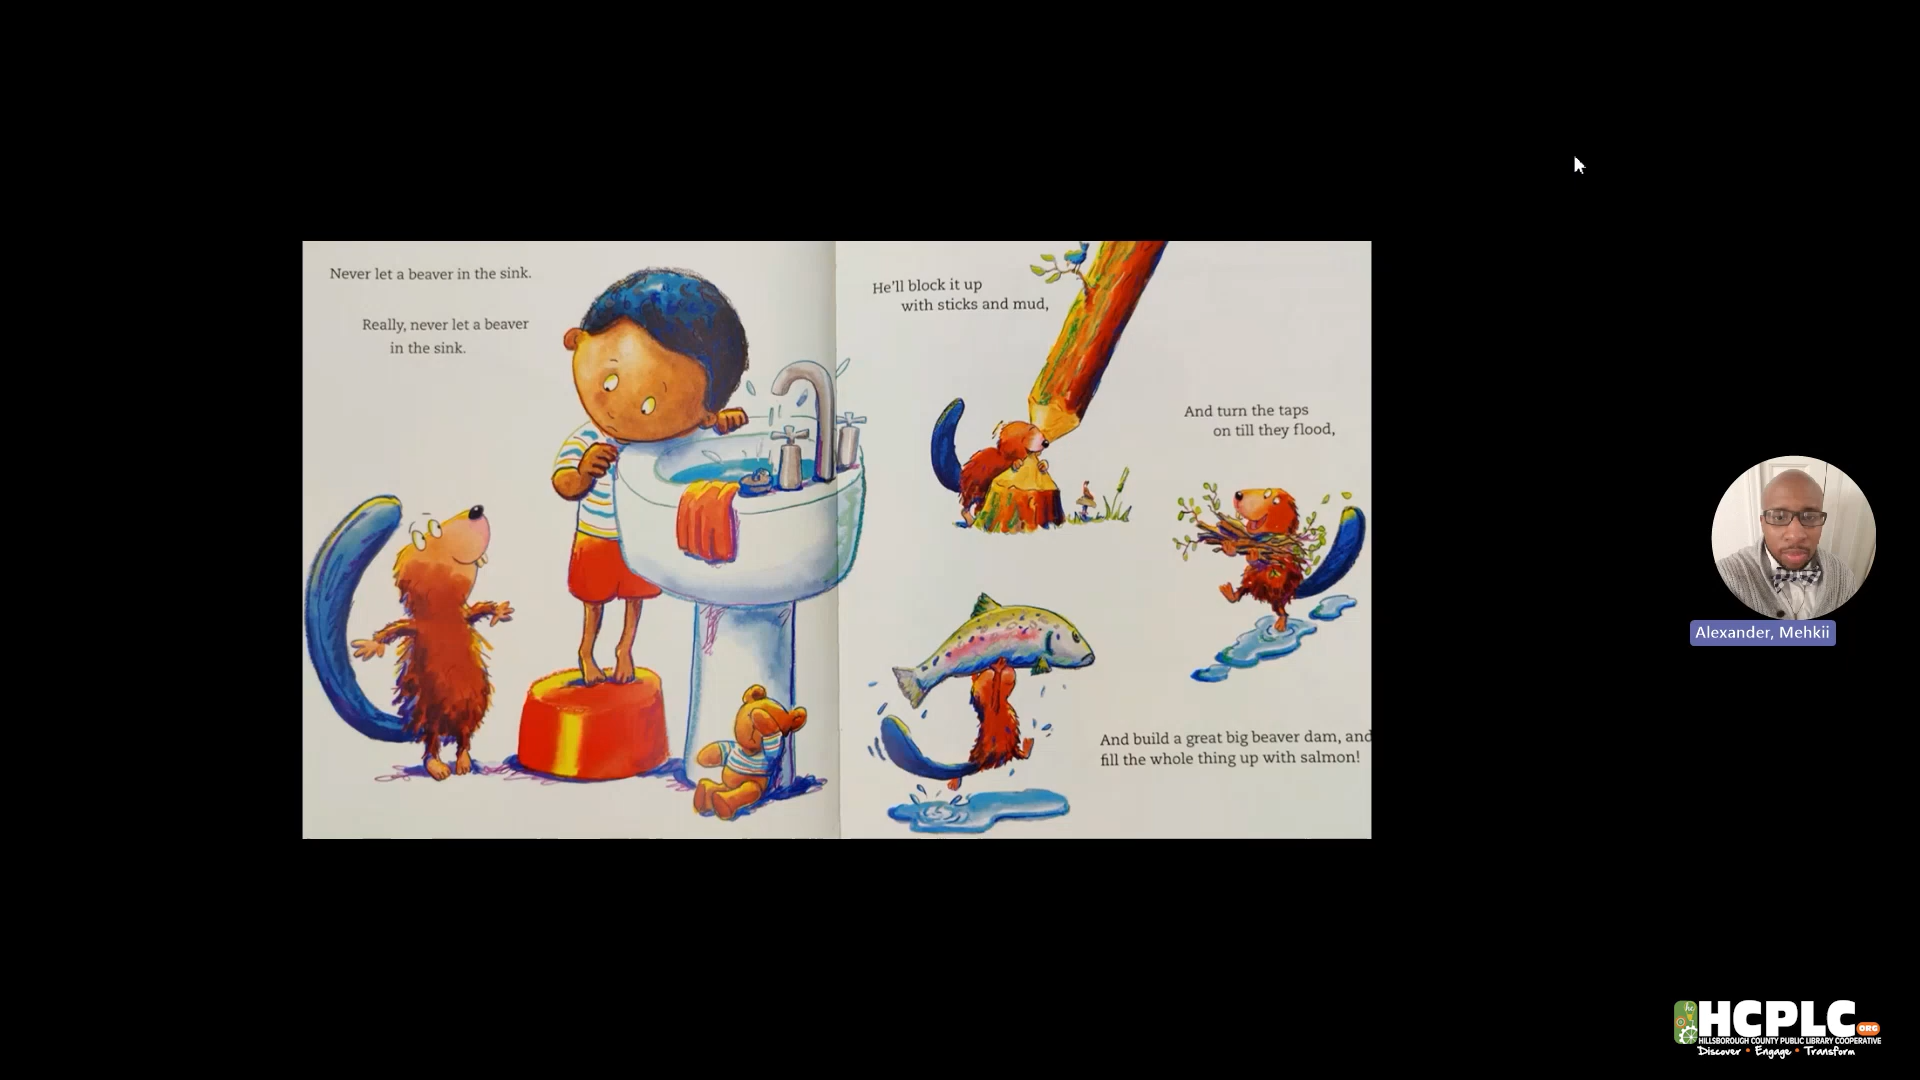 Never let a beaver in the sink.
Really, never let a beaver
in the sink.
He'll block it up
with sticks and mud,
And turn the taps
on till they flood,
And build a great big beaver dam, and
fill the whole thing up with salmon!
Alexander, Mehkii
hc
HCPLC.ORG
HILLSBOROUGH COUNTY PUBLIC LIBRARY COOPERATIVE
Discover • Engage • Transform